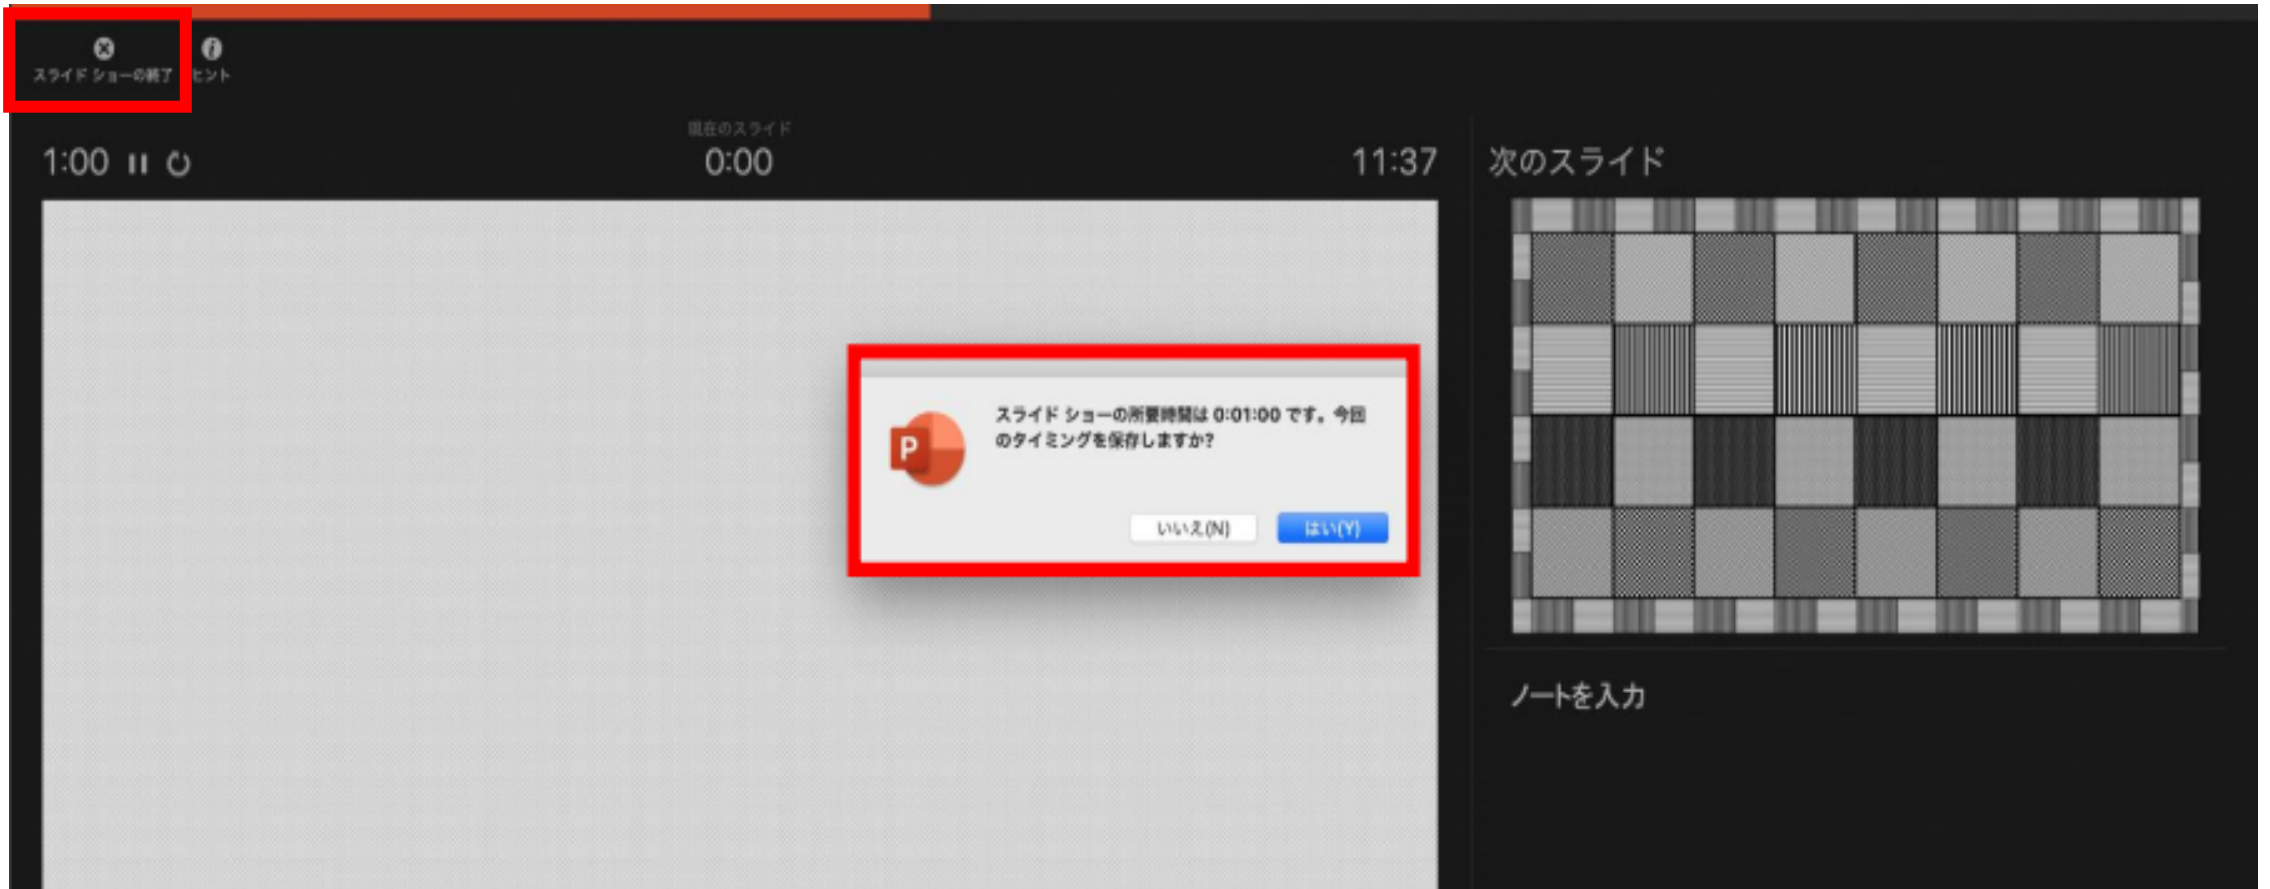 スライド ショーの終了
ヒント
現在のスライド
1:00
0:00
11:37
次のスライド
スライド ショーの所要時間は 0:01:00 です。今回
のタイミングを保存しますか?
P
いいえ(N)
はい(Y)
ノートを入力